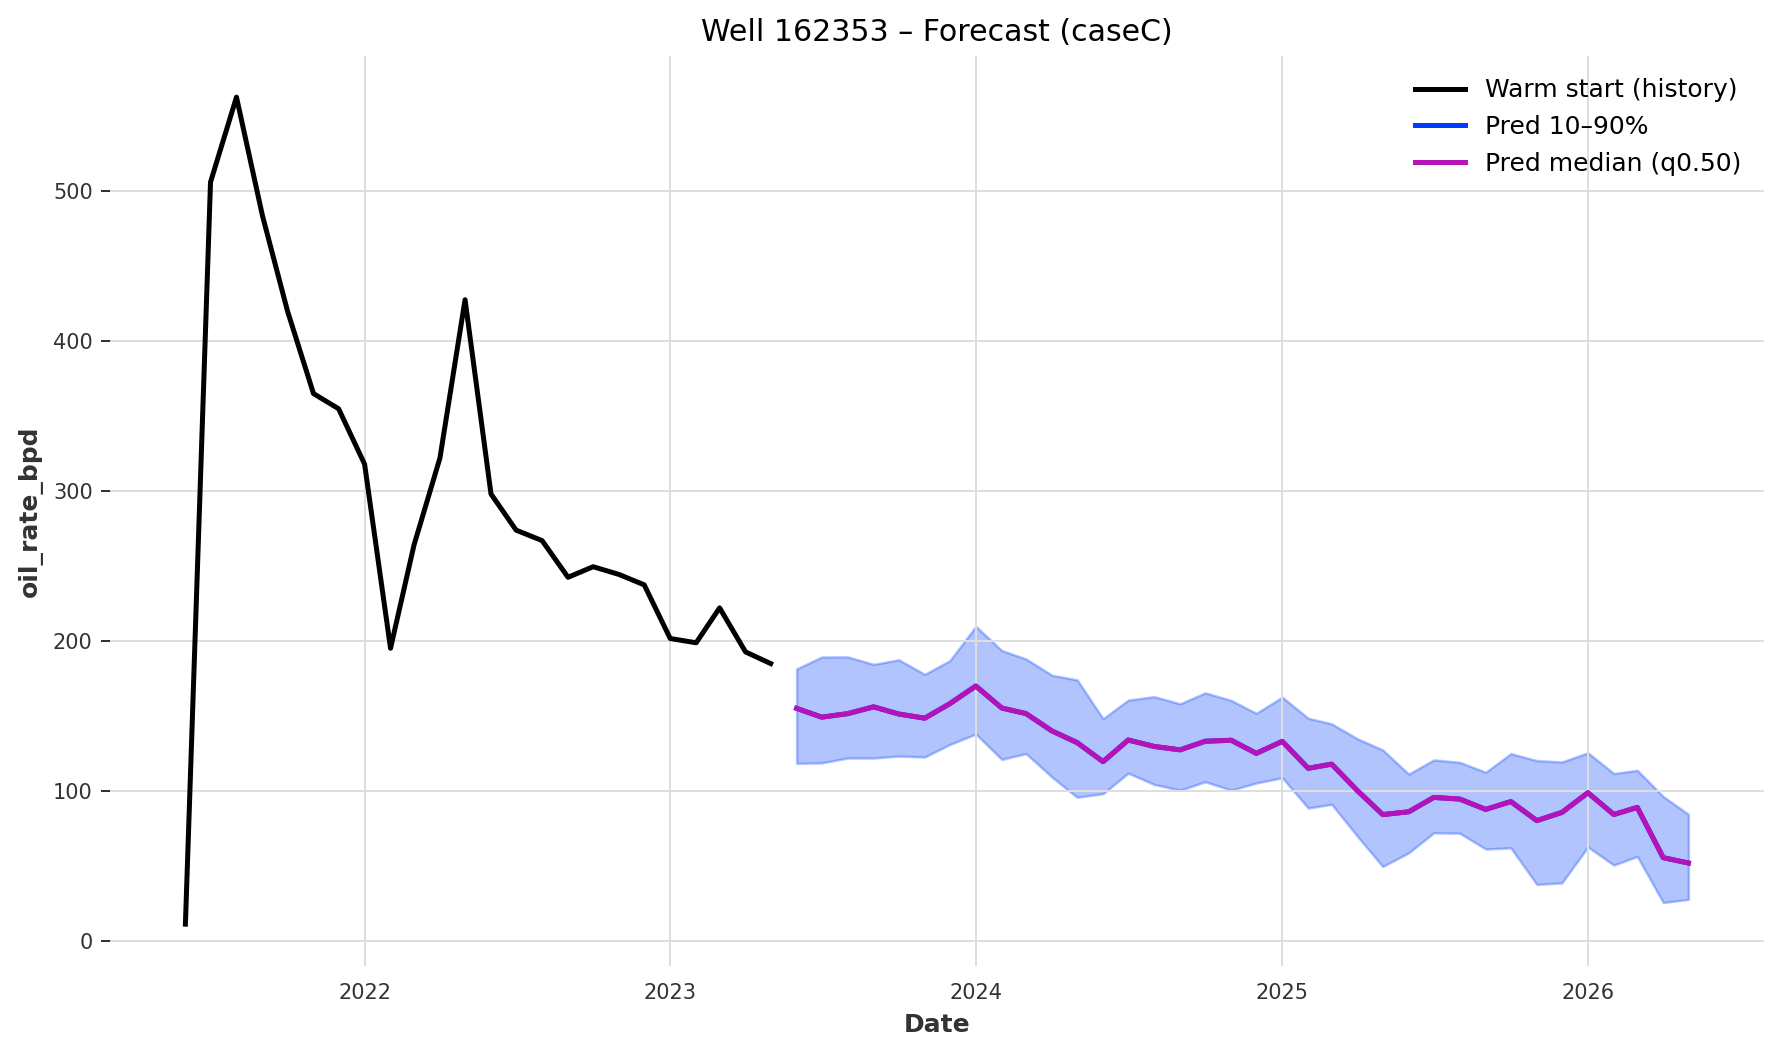 Well 162353 – Forecast (caseC)
Warm start (history)
Pred 10–90%
Pred median (q0.50)
oil_rate_bpd
500
400
300
200
100
0
2022
2023
2024
2025
2026
Date